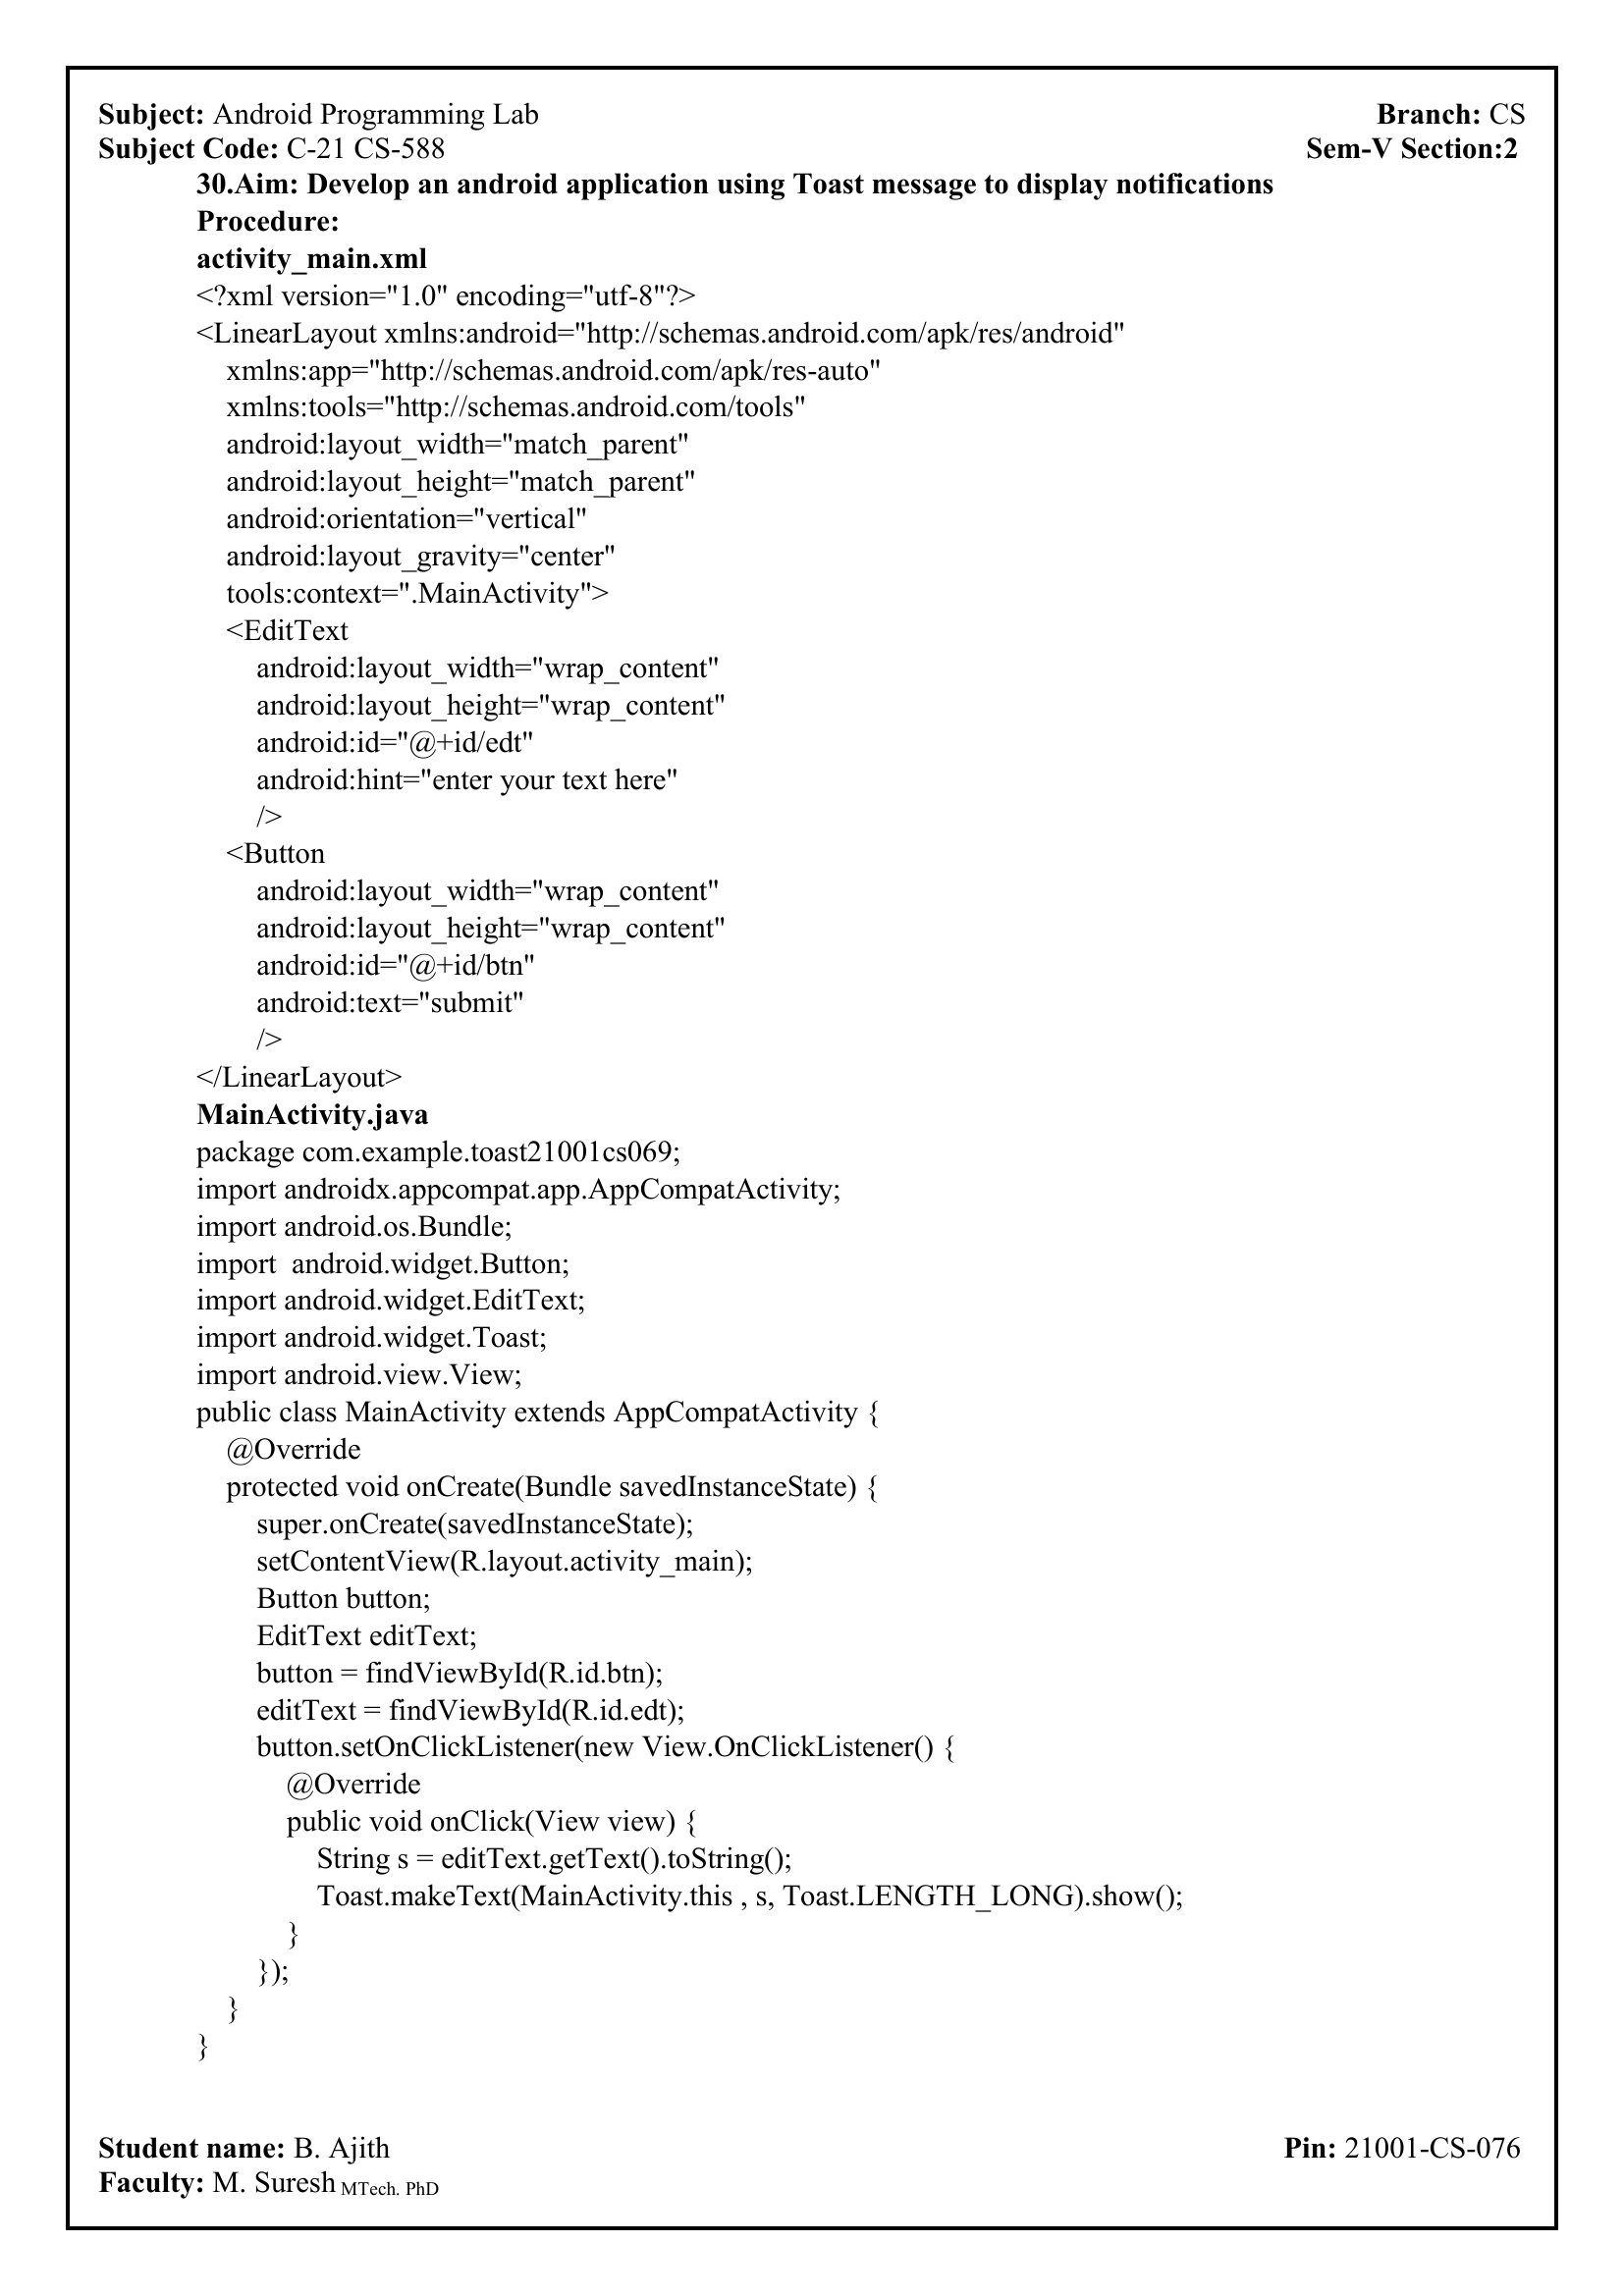 Subject: Android Programming Lab Branch: CS
Subject Code: C-21 CS-588 Sem-V Section:2
30.Aim: Develop an android application using Toast message to display notifications
Procedure:
activity_main.xml
<?xml version="1.0" encoding="utf-8"?>
<LinearLayout xmlns:android="http://schemas.android.com/apk/res/android"
    xmlns:app="http://schemas.android.com/apk/res-auto"
    xmlns:tools="http://schemas.android.com/tools"
    android:layout_width="match_parent"
    android:layout_height="match_parent"
    android:orientation="vertical"
    android:layout_gravity="center"
    tools:context=".MainActivity">
    <EditText
        android:layout_width="wrap_content"
        android:layout_height="wrap_content"
        android:id="@+id/edt"
        android:hint="enter your text here"
        />
    <Button
        android:layout_width="wrap_content"
        android:layout_height="wrap_content"
        android:id="@+id/btn"
        android:text="submit"
        />
</LinearLayout>
MainActivity.java
package com.example.toast21001cs069;
import androidx.appcompat.app.AppCompatActivity;
import android.os.Bundle;
import  android.widget.Button;
import android.widget.EditText;
import android.widget.Toast;
import android.view.View;
public class MainActivity extends AppCompatActivity {
    @Override
    protected void onCreate(Bundle savedInstanceState) {
        super.onCreate(savedInstanceState);
        setContentView(R.layout.activity_main);
        Button button;
        EditText editText;
        button = findViewById(R.id.btn);
        editText = findViewById(R.id.edt);
        button.setOnClickListener(new View.OnClickListener() {
            @Override
            public void onClick(View view) {
                String s = editText.getText().toString();
                Toast.makeText(MainActivity.this , s, Toast.LENGTH_LONG).show();
            }
        });
    }
}
Student name: B. Ajith Pin: 21001-CS-076
Faculty: M. Suresh MTech. PhD